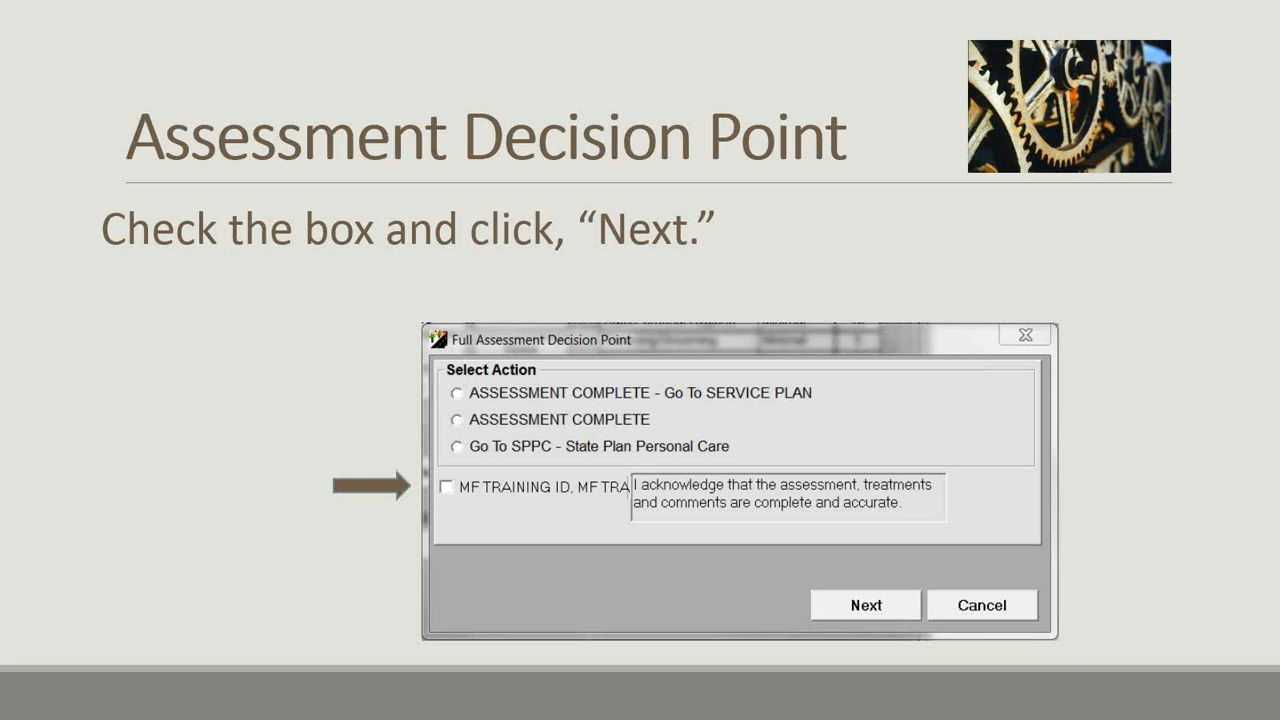 Assessment Decision Point
Check the box and click, “Next.”
Full Assessment Decision Point
Select Action
ASSESSMENT COMPLETE - Go To SERVICE PLAN
ASSESSMENT COMPLETE
Go To SPPC - State Plan Personal Care
MF TRAINING ID, MF TRA
I acknowledge that the assessment, treatments
and comments are complete and accurate.
Next
Cancel